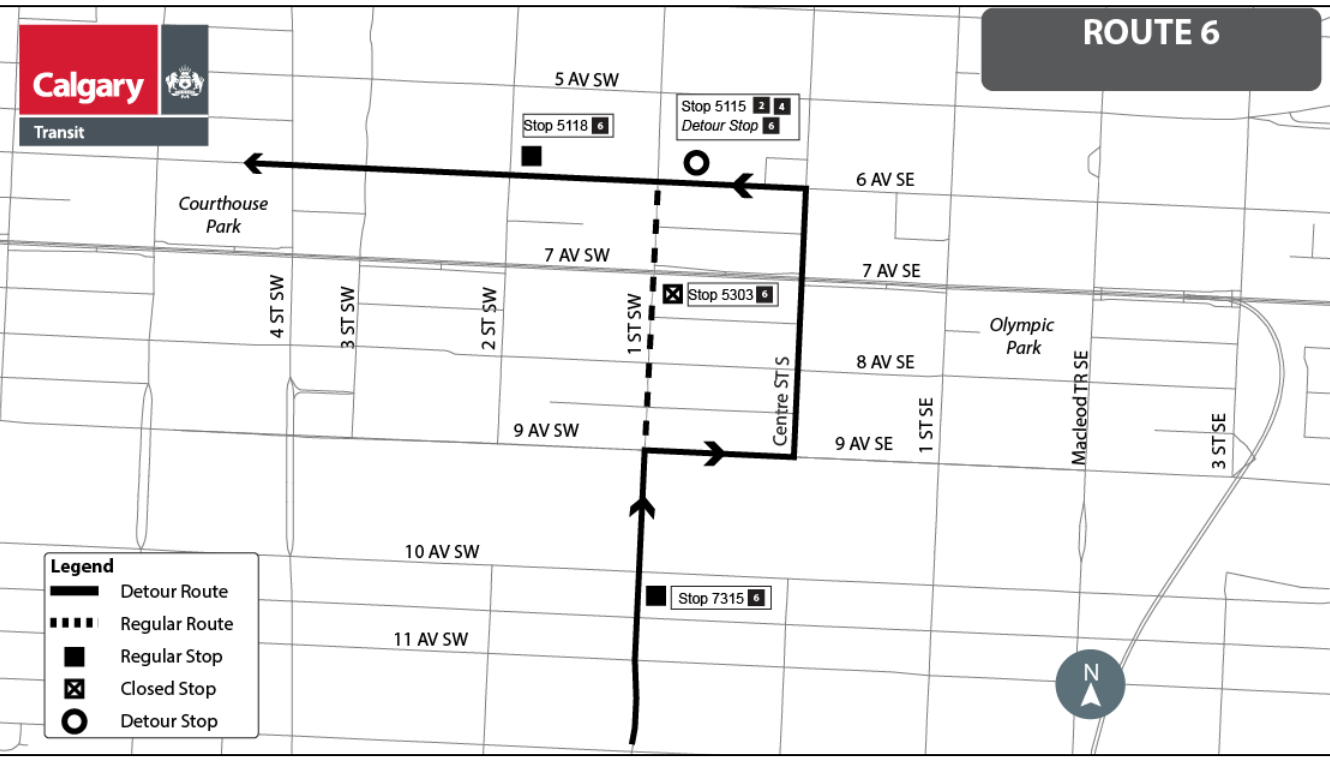 ROUTE 6
Calgary
Transit
5 AV SW
Stop 5118 6
Stop 5115 2 4
Detour Stop 6
6 AV SE
Courthouse
Park
7 AV SW
7 AV SE
Stop 5303 6
4 ST SW
3 ST SW
2 ST SW
1 ST SW
Centre ST S
Olympic
Park
8 AV SE
Macleod TR SE
1 ST SE
3 ST SE
9 AV SW
9 AV SE
10 AV SW
Stop 7315 6
11 AV SW
Legend
Detour Route
Regular Route
Regular Stop
Closed Stop
Detour Stop
N